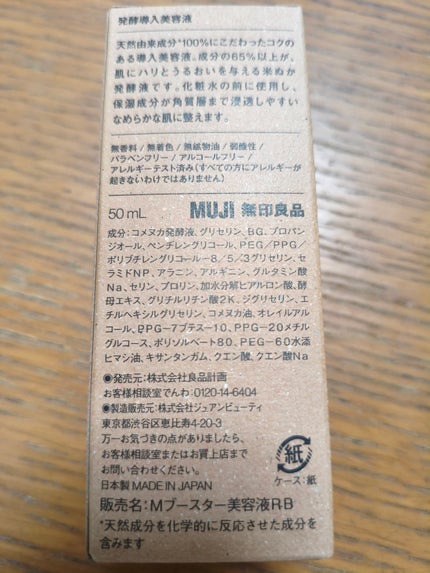 発酵導入美容液
天然由来成分*100％にこだわったコクの
ある導入美容液。成分の65％以上が、
肌にハリとうるおいを与える米ぬか
発酵液です。化粧水の前に使用し、
保湿成分が角質層まで浸透しやすい
なめらかな肌に整えます。
無香料/無着色/無鉱物油/弱酸性/
パラベンフリー/アルコールフリー/
アレルギーテスト済み(すべての方にアレルギーが
起きないわけではありません)
50mL MUJI 無印良品
成分:コメヌカ発酵液、グリセリン、BG、プロパン
ジオール、ペンチレングリコール、PEG/PPG/
ポリブチレングリコール-8/5/3グリセリン、セ
ラミドNP、アラニン、アルギニン、グルタミン酸
Na、セリン、プロリン、加水分解ヒアルロン酸、酵
母エキス、グリチルリチン酸2K、ジグリセリン、エ
チルヘキシルグリセリン、コメヌカ油、オレイルアル
コール、PPG-7ブテス-10、PPG-20メチル
グルコース、ポリソルベート80、PEG-60水添
ヒマシ油、キサンタンガム、クエン酸、クエン酸Na
●発売元:株式会社良品計画
お客様相談室でんわ:0120-14-6404
●製造販売元:株式会社ジュアンビューティ
東京都渋谷区恵比寿4-20-3
万一お気づきの点がありましたら、
お客様相談室またはお買上店まで
お問い合わせください。
紙
ケース:紙
日本製 MADE IN JAPAN
販売名:Mブースター美容液R-B
*天然成分を化学的に反応させた成分を
含みます